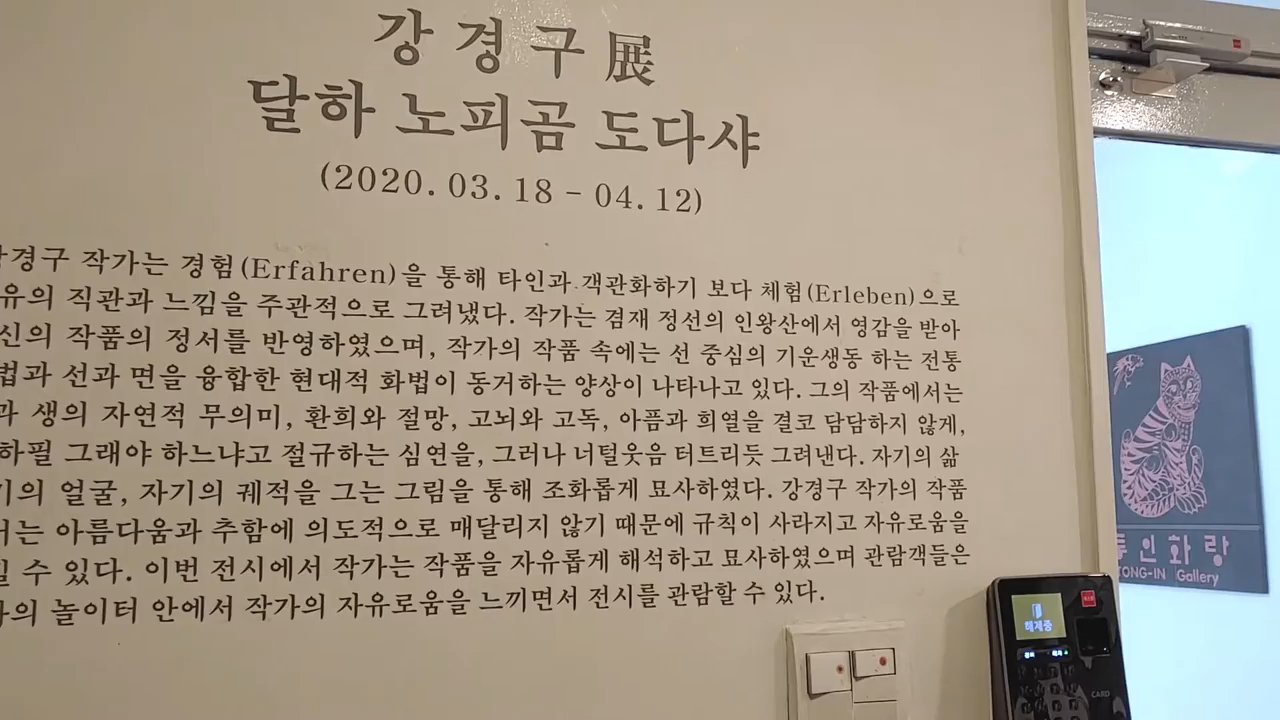 강경구 展
달하 노피곰 도다샤
(2020. 03. 18 - 04. 12)
강경구 작가는 경험(Erfahren)을 통해 타인과 객관화하기 보다 체험(Erleben)으로
유의 직관과 느낌을 주관적으로 그려냈다. 작가는 겸재 정선의 인왕산에서 영감을 받아
신의 작품의 정서를 반영하였으며, 작가의 작품 속에는 선 중심의 기운생동 하는 전통
법과 선과 면을 융합한 현대적 화법이 동거하는 양상이 나타나고 있다. 그의 작품에서는
과 생의 자연적 무의미, 환희와 절망, 고뇌와 고독, 아픔과 희열을 결코 담담하지 않게,
하필 그래야 하느냐고 절규하는 심연을, 그러나 너털웃음 터트리듯 그려낸다. 자기의 삶
기의 얼굴, 자기의 궤적을 그는 그림을 통해 조화롭게 묘사하였다. 강경구 작가의 작품
서는 아름다움과 추함에 의도적으로 매달리지 않기 때문에 규칙이 사라지고 자유로움을
낄 수 있다. 이번 전시에서 작가는 작품을 자유롭게 해석하고 묘사하였으며 관람객들은
의 놀이터 안에서 작가의 자유로움을 느끼면서 전시를 관람할 수 있다.
통인화랑
TONG-IN Gallery
해제중
CARD